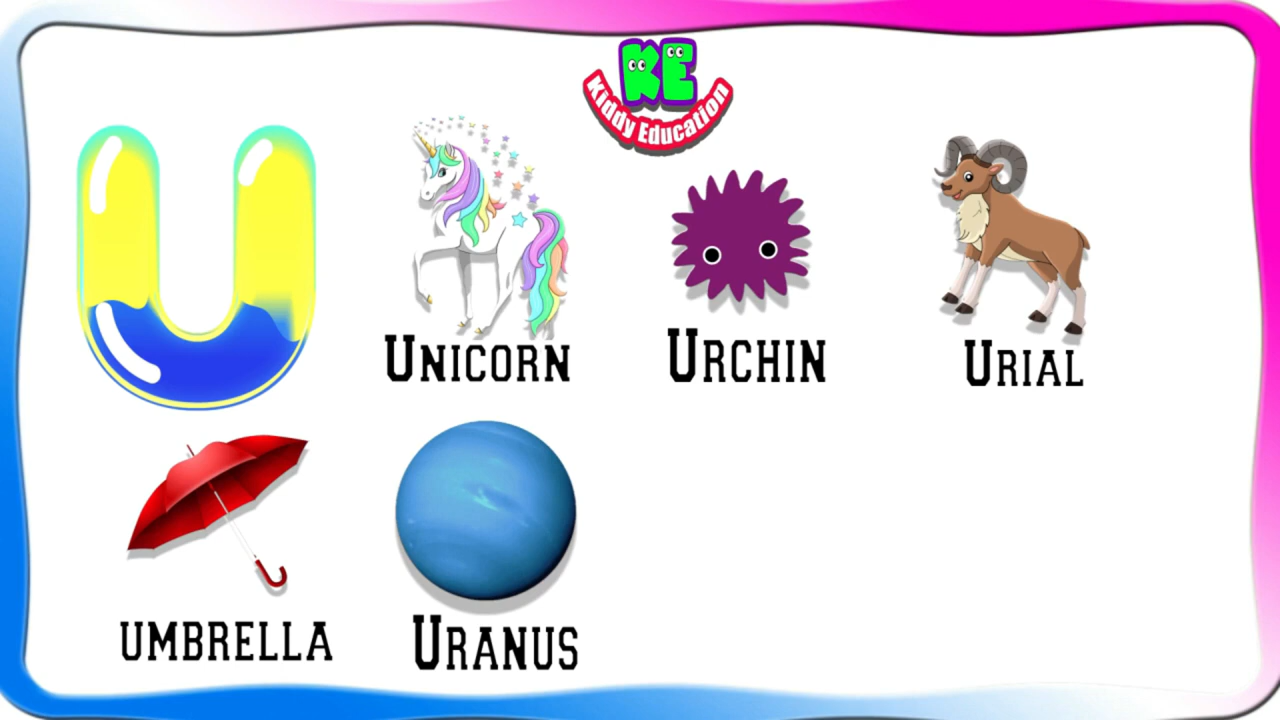 KE
Kiddy Education
U
Unicorn
Urchin
Urial
UMBRELLA
Uranus